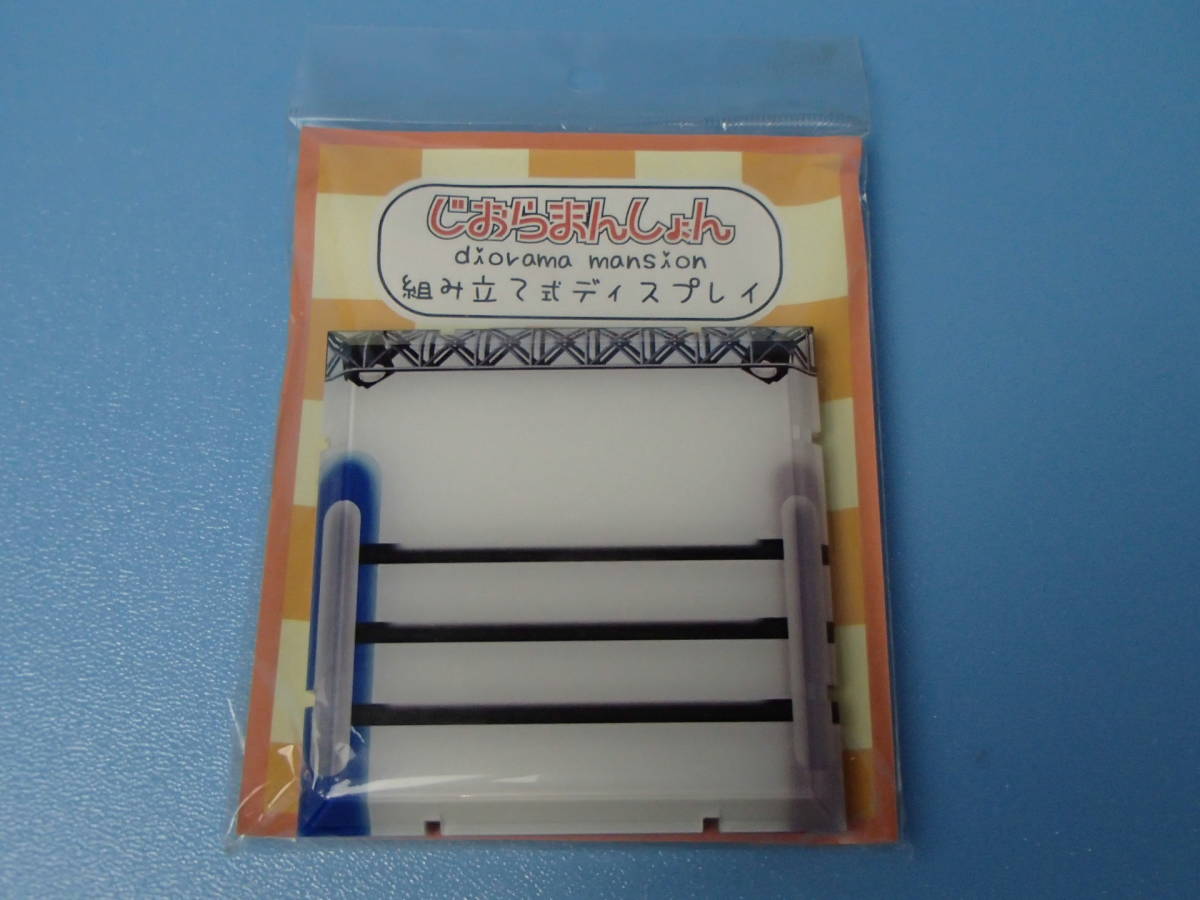 じおらまんしょん
diorama mansion
組み立て式ディスプレイ